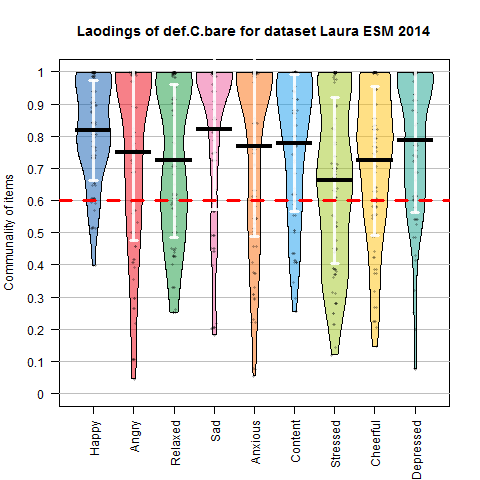 Laodings of def.C.bare for dataset Laura ESM 2014
Communality of items
1
0.9
0.8
0.7
0.6
0.5
0.4
0.3
0.2
0.1
0
Happy
Angry
Relaxed
Sad
Anxious
Content
Stressed
Cheerful
Depressed